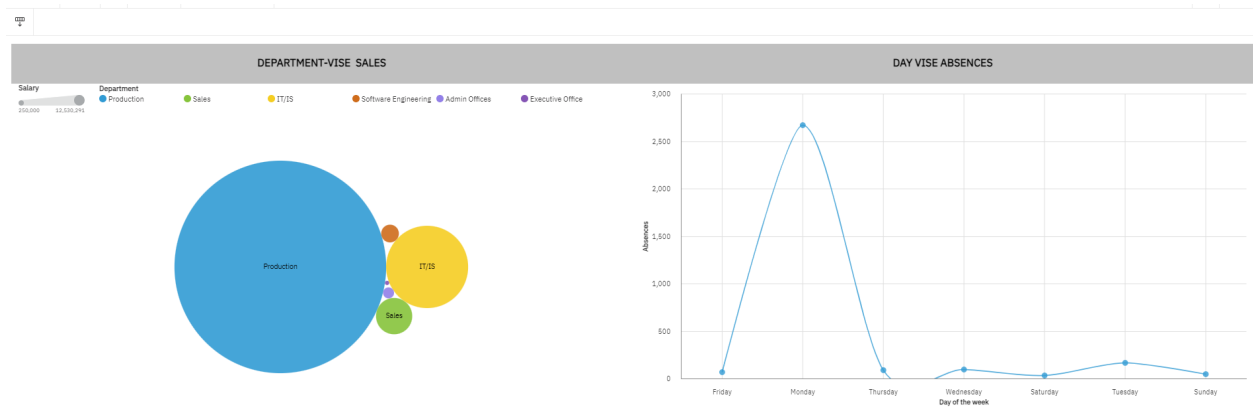 DEPARTMENT-VISE SALES
Salary
250,000 12,530,291
Department
Production Sales IT/IS Software Engineering Admin Offices Executive Office
Production
IT/IS
Sales
DAY VISE ABSENCES
3,000
2,500
2,000
1,500
1,000
500
0
Absences
Friday Monday Thursday Wednesday Saturday Tuesday Sunday
Day of the week